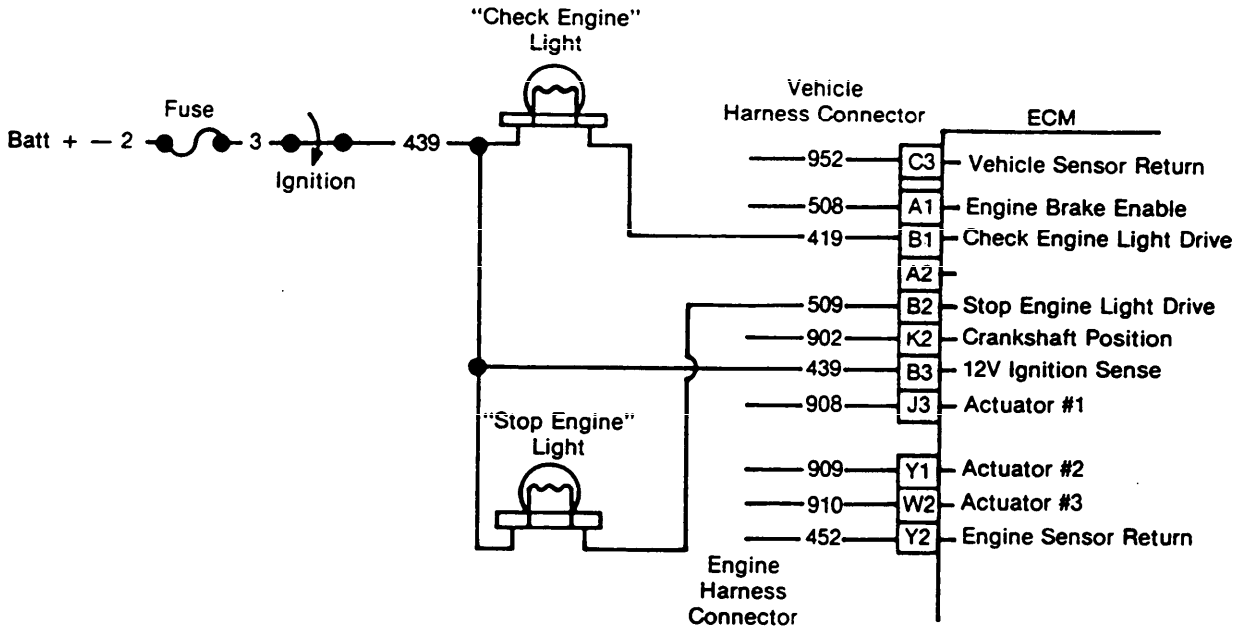 "Check Engine"
Light
Vehicle
Harness Connector
ECM
Fuse
Batt + — 2
3
439
Ignition
952 C3 Vehicle Sensor Return
508 A1 Engine Brake Enable
419 B1 Check Engine Light Drive
A2
509 B2 Stop Engine Light Drive
902 K2 Crankshaft Position
439 B3 12V Ignition Sense
908 J3 Actuator #1
"Stop Engine"
Light
909 Y1 Actuator #2
910 W2 Actuator #3
452 Y2 Engine Sensor Return
Engine
Harness
Connector